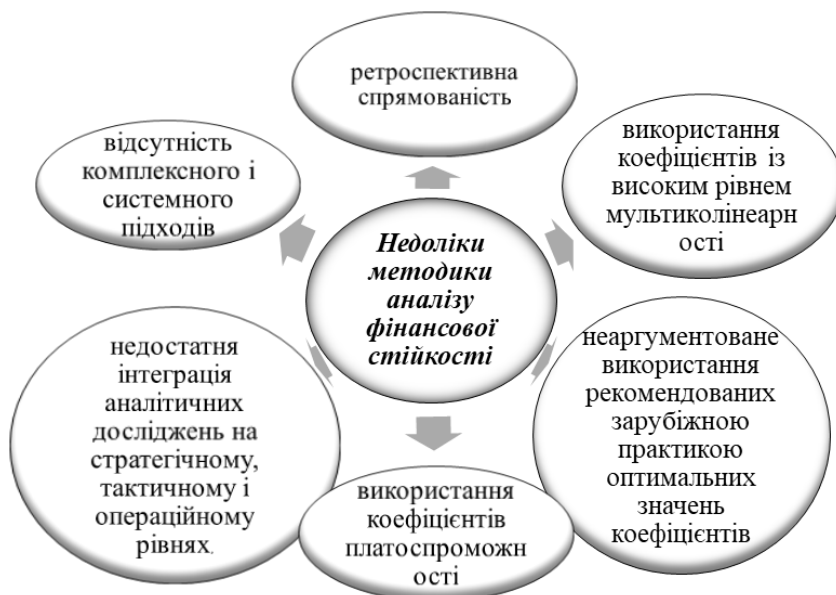 ретроспективна
спрямованість
відсутність
комплексного і
системного
підходів
використання
коефіцієнтів із
високим рівнем
мультиколінеарн
ості
Недоліки
методики
аналізу
фінансової
стійкості
недостатня
інтеграція
аналітичних
досліджень на
стратегічному,
тактичному і
операційному
рівнях.
використання
коефіцієнтів
платоспроможн
ості
неаргументоване
використання
рекомендованих
зарубіжною
практикою
оптимальних
значень
коефіцієнтів